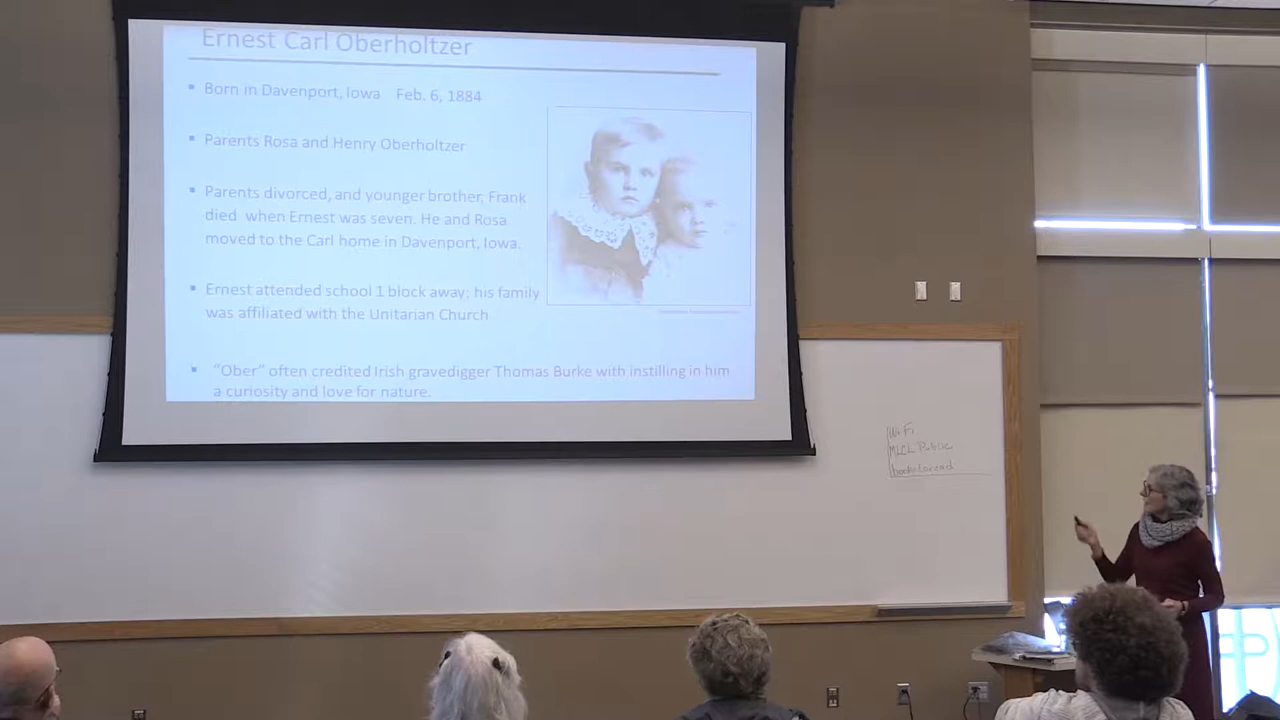 Ernest Carl Oberholtzer
▪ Born in Davenport, Iowa Feb. 6, 1884
▪ Parents Rosa and Henry Oberholtzer
▪ Parents divorced, and younger brother, Frank
died when Ernest was seven. He and Rosa
moved to the Carl home in Davenport, Iowa.
▪ Ernest attended school 1 block away; his family
was affiliated with the Unitarian Church
▪ “Ober” often credited Irish gravedigger Thomas Burke with instilling in him
a curiosity and love for nature.
Wi-Fi
MLCL Public